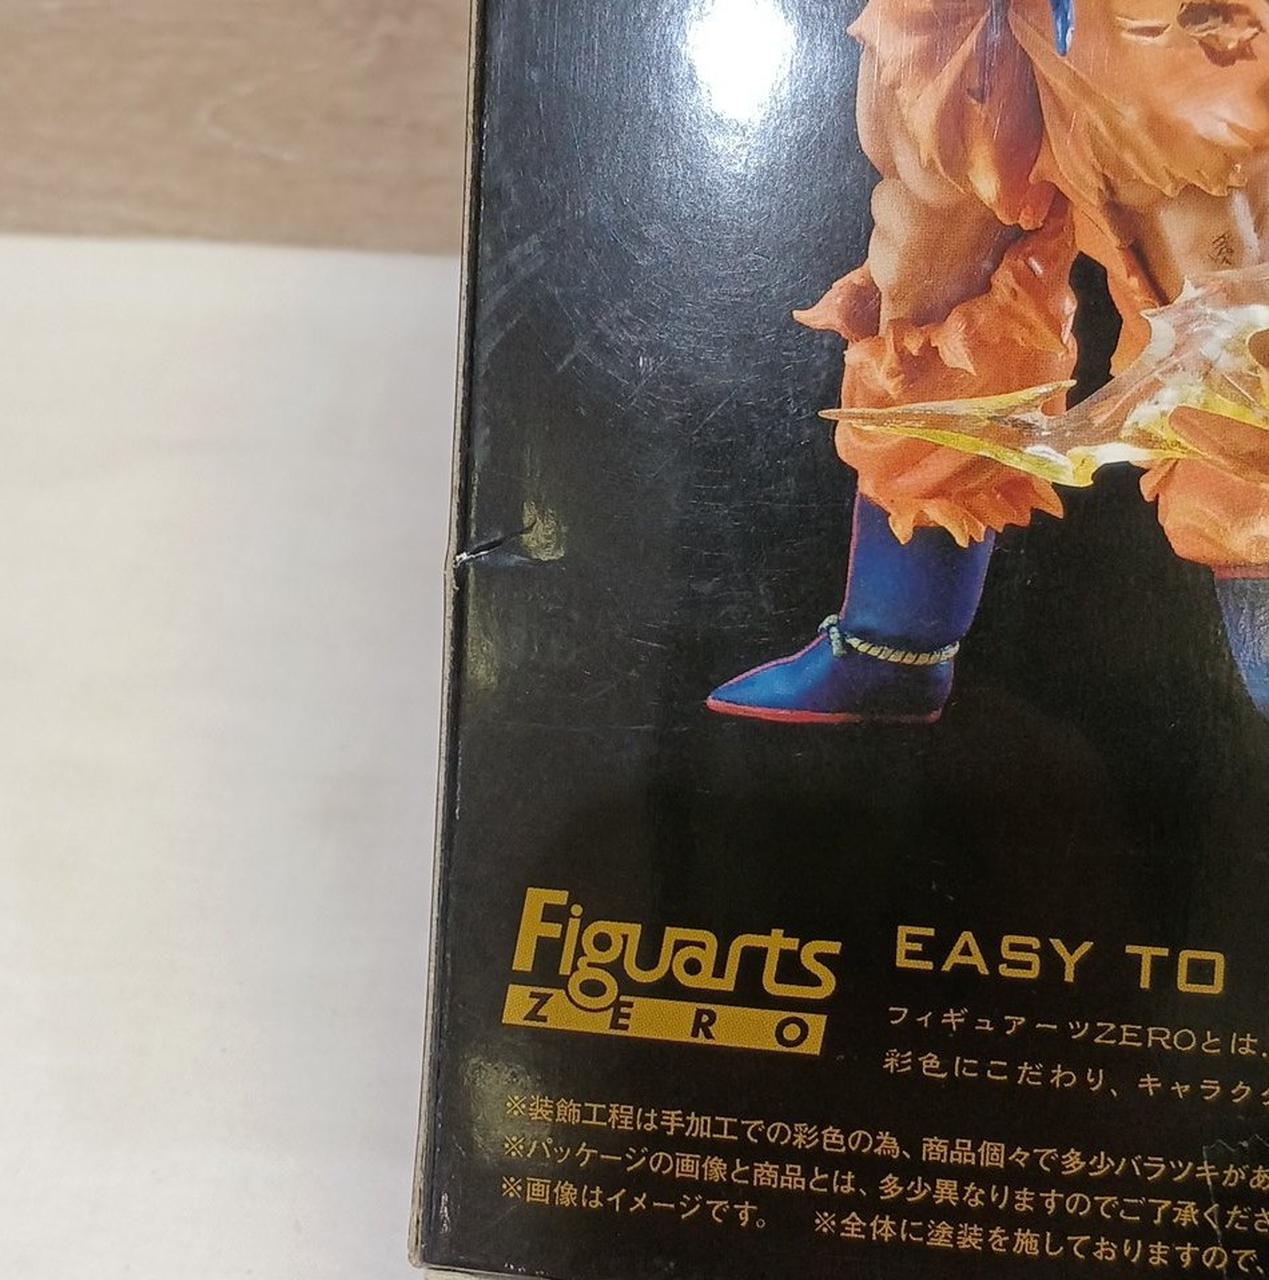 Figuarts
ZERO
EASY TO
フィギュアーツZEROとは
彩色にこだわり、キャラク
※装飾工程は手加工での彩色の為、商品個々で多少バラツキがあ
※パッケージの画像と商品とは、多少異なりますのでご了承くださ
※画像はイメージです。 ※全体に塗装を施しておりますので、